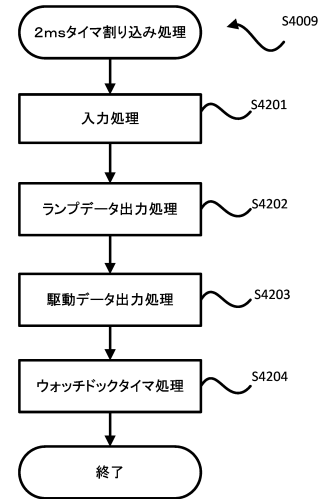 2msタイマ割り込み処理
S4009
入力処理
S4201
ランプデータ出力処理
S4202
駆動データ出力処理
S4203
ウォッチドックタイマ処理
S4204
終了